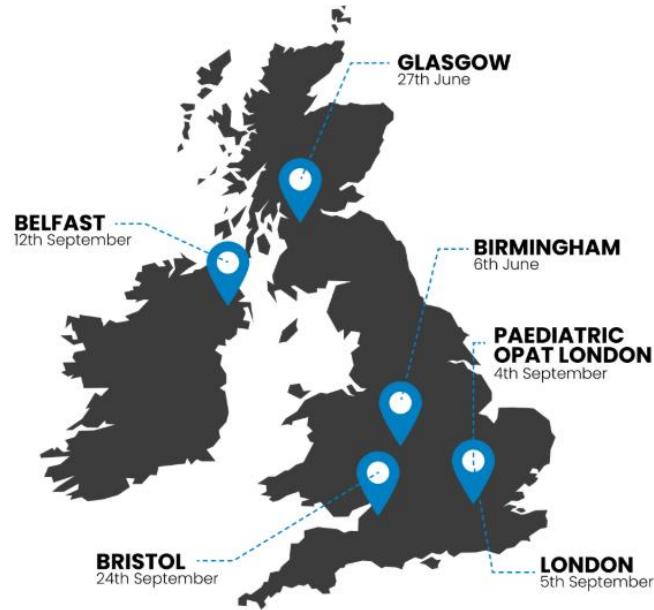 GLASGOW
27th June
BELFAST
12th September
BIRMINGHAM
6th June
PAEDIATRIC
OPAT LONDON
4th September
BRISTOL
24th September
LONDON
5th September